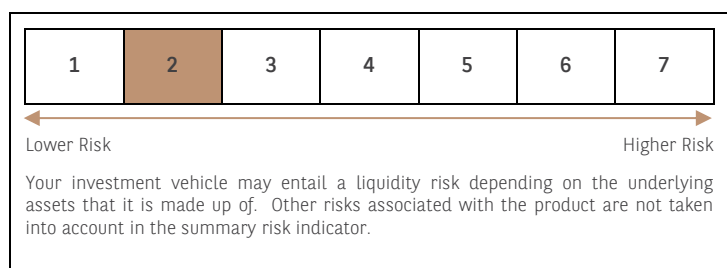 1 2 3 4 5 6 7
Lower Risk Higher Risk
Your investment vehicle may entail a liquidity risk depending on the underlying
assets that it is made up of. Other risks associated with the product are not taken
into account in the summary risk indicator.